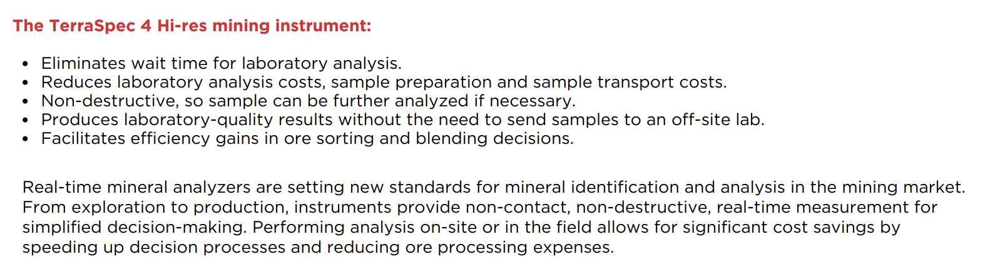 The TerraSpec 4 Hi-res mining instrument:
• Eliminates wait time for laboratory analysis.
• Reduces laboratory analysis costs, sample preparation and sample transport costs.
• Non-destructive, so sample can be further analyzed if necessary.
• Produces laboratory-quality results without the need to send samples to an off-site lab.
• Facilitates efficiency gains in ore sorting and blending decisions.
Real-time mineral analyzers are setting new standards for mineral identification and analysis in the mining market.
From exploration to production, instruments provide non-contact, non-destructive, real-time measurement for
simplified decision-making. Performing analysis on-site or in the field allows for significant cost savings by
speeding up decision processes and reducing ore processing expenses.